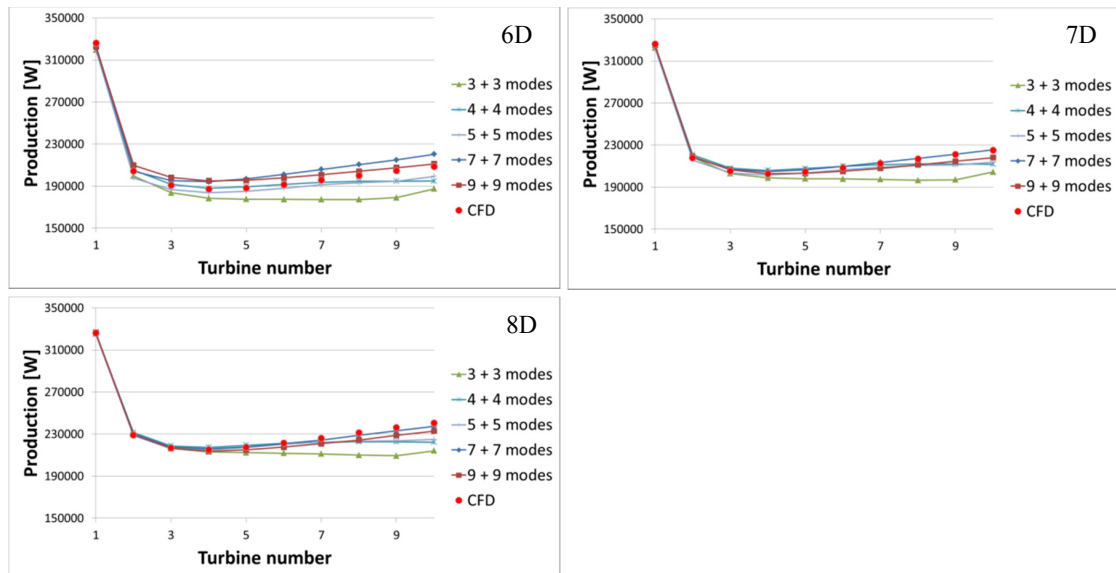 6D
Production [W]
350000
310000
270000
230000
190000
150000
1 3 5 7 9
Turbine number
3 + 3 modes
4 + 4 modes
5 + 5 modes
7 + 7 modes
9 + 9 modes
CFD
7D
Production [W]
350000
310000
270000
230000
190000
150000
1 3 5 7 9
Turbine number
3 + 3 modes
4 + 4 modes
5 + 5 modes
7 + 7 modes
9 + 9 modes
CFD
8D
Production [W]
350000
310000
270000
230000
190000
150000
1 3 5 7 9
Turbine number
3 + 3 modes
4 + 4 modes
5 + 5 modes
7 + 7 modes
9 + 9 modes
CFD